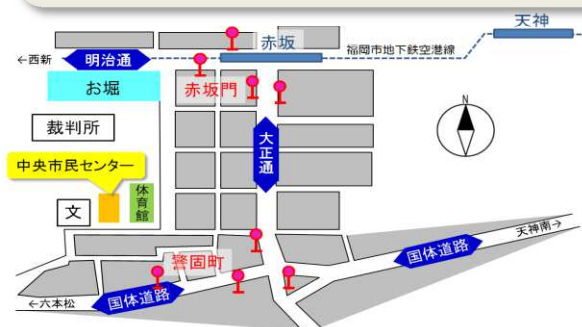 天神
赤坂
福岡市地下鉄空港線
←西新
明治通
お堀
赤坂門
N
裁判所
大正通
中央市民センター
体育館
文
天神南→
国体道路
警固町
国体道路
←六本松